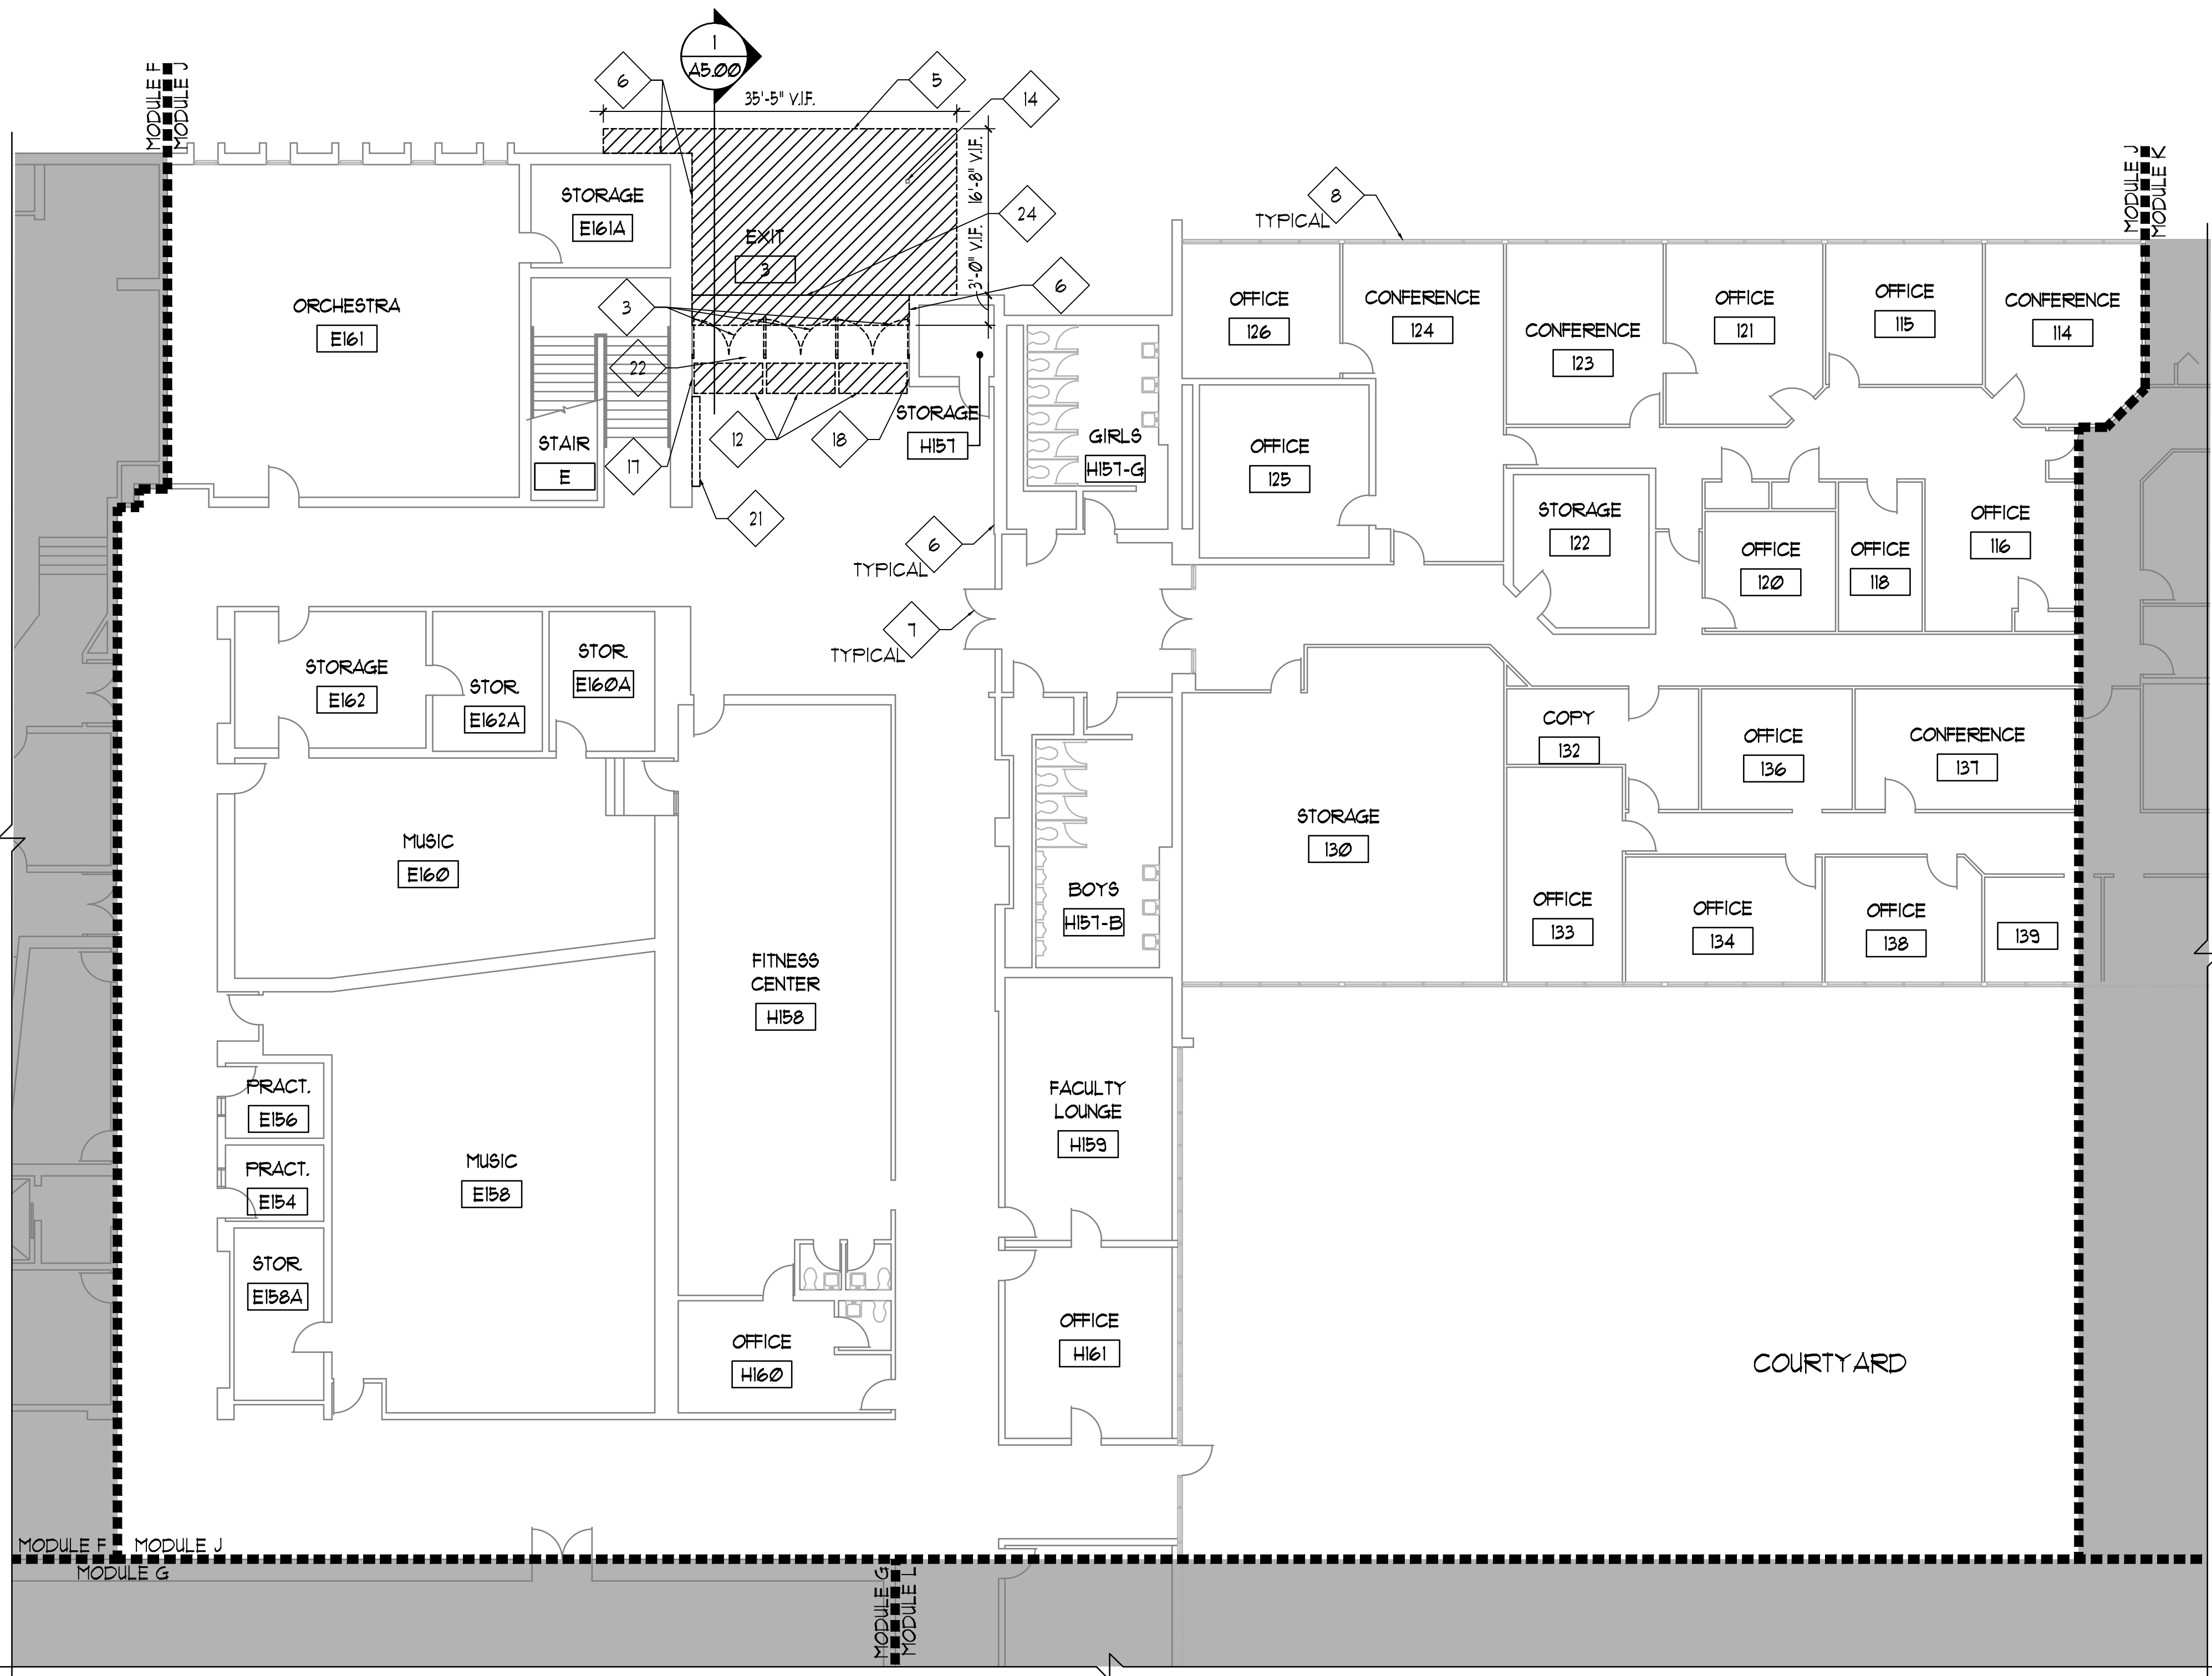 1
A5.00
MODULE F
MODULE J
6
5
14
35'-5" V.I.F.
16'-8" V.I.F.
3'-0" V.I.F.
MODULE J
MODULE K
8
TYPICAL
STORAGE
E161A
24
EXIT
3
6
3
ORCHESTRA
E161
OFFICE
126
CONFERENCE
124
CONFERENCE
123
OFFICE
121
OFFICE
115
CONFERENCE
114
22
STORAGE
H157
STAIR
E
17
12
18
GIRLS
H157-G
OFFICE
125
21
6
TYPICAL
STORAGE
122
OFFICE
120
OFFICE
118
OFFICE
116
7
TYPICAL
STORAGE
E162
STOR.
E162A
STOR.
E160A
COPY
132
OFFICE
136
CONFERENCE
137
MUSIC
E160
STORAGE
130
BOYS
H157-B
OFFICE
133
OFFICE
134
OFFICE
138
139
FITNESS
CENTER
H158
PRACT.
E156
FACULTY
LOUNGE
H159
PRACT.
E154
MUSIC
E158
STOR.
E158A
OFFICE
H160
OFFICE
H161
COURTYARD
MODULE F
MODULE J
MODULE G
MODULE G
MODULE L